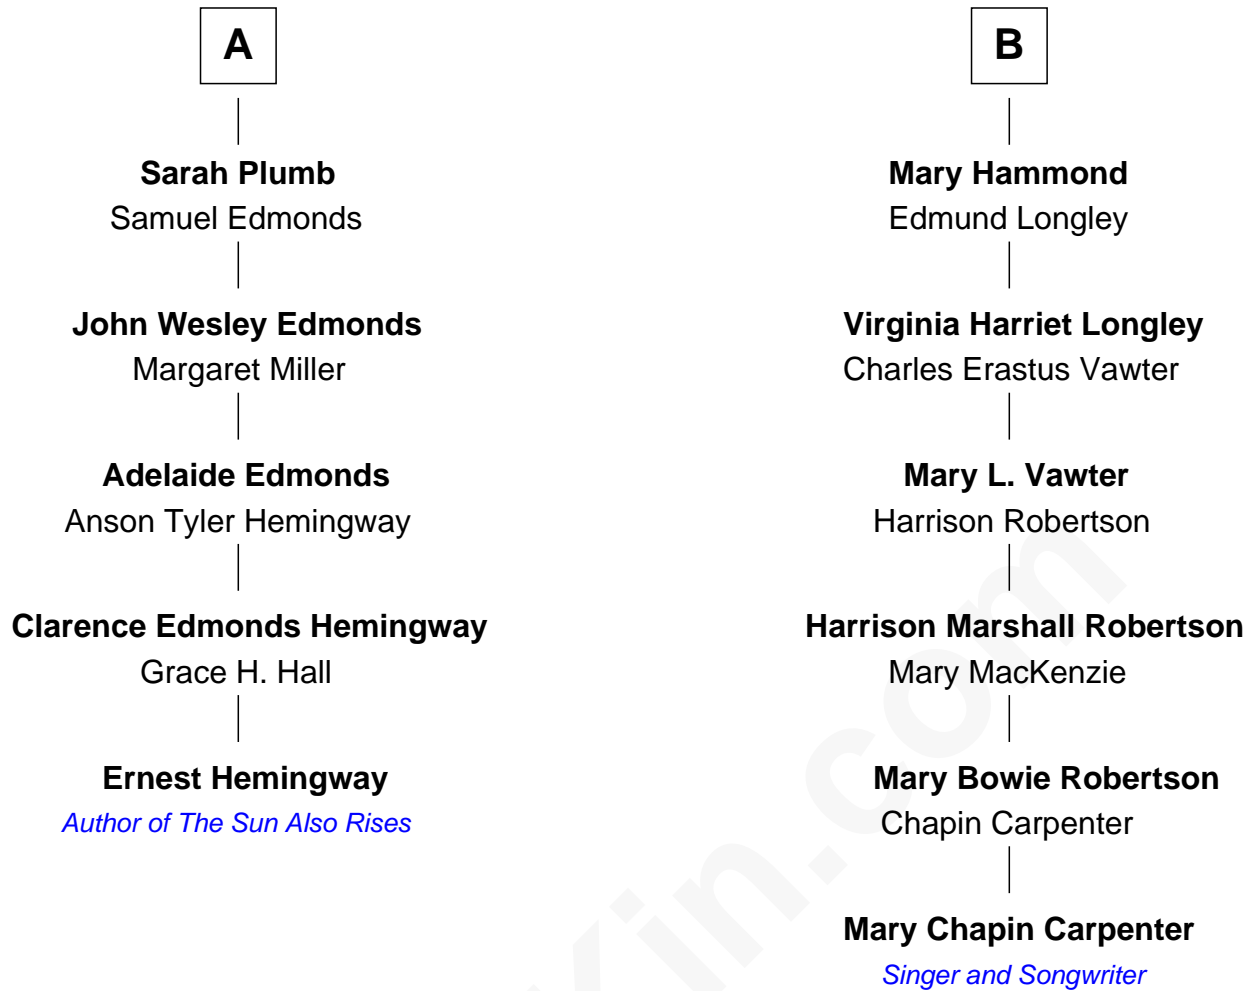 A
Sarah Plumb
Samuel Edmonds
John Wesley Edmonds
Margaret Miller
Adelaide Edmonds
Anson Tyler Hemingway
Clarence Edmonds Hemingway
Grace H. Hall
Ernest Hemingway
Author of The Sun Also Rises
B
Mary Hammond
Edmund Longley
Virginia Harriet Longley
Charles Erastus Vawter
Mary L. Vawter
Harrison Robertson
Harrison Marshall Robertson
Mary MacKenzie
Mary Bowie Robertson
Chapin Carpenter
Mary Chapin Carpenter
Singer and Songwriter
Kin.com